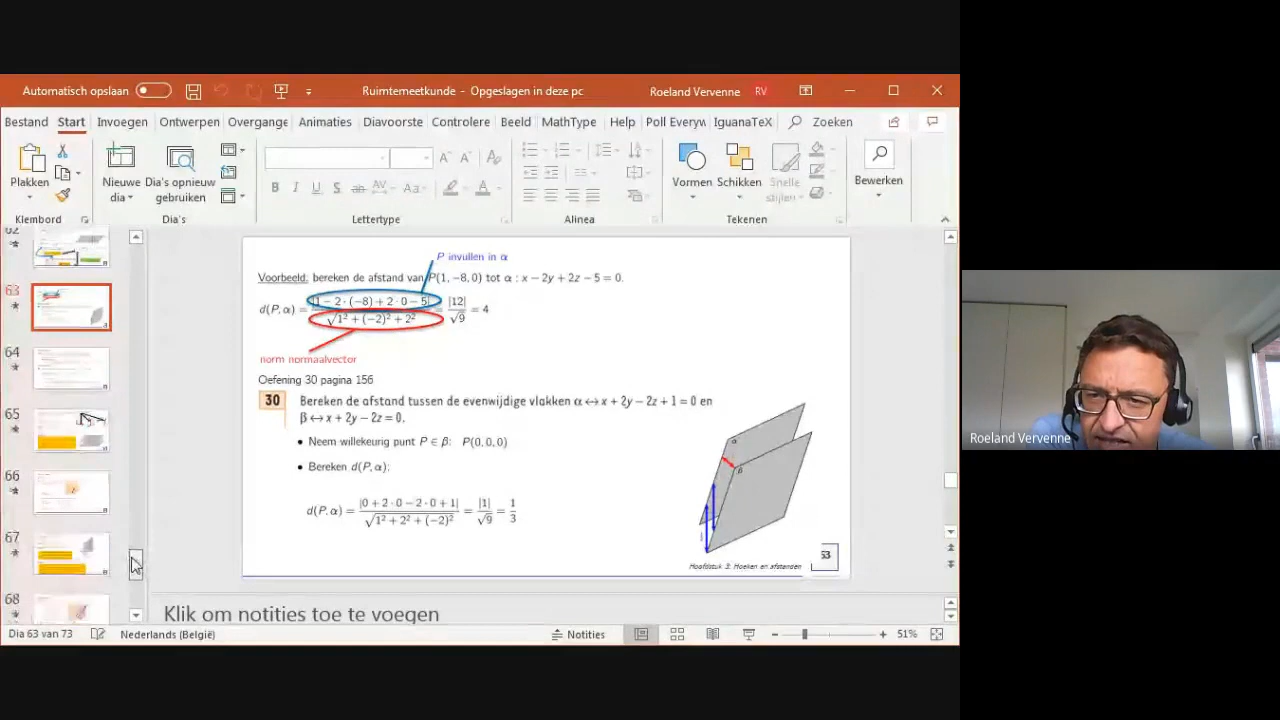 Automatisch opslaan
Ruimtemeetkunde - Opgeslagen in deze pc
Roeland Vervenne
RV
Bestand Start Invoegen Ontwerpen Overgange Animaties Diavoorste Controlere Beeld MathType Help Poll Everyw IguanaTeX Zoeken
Plakken
Nieuwe dia
Dia's opnieuw gebruiken
Vormen
Schikken
Snelle stijlen
Bewerken
Klembord
Dia's
Lettertype
Alinea
Tekenen
62
63
64
65
66
67
68
P invullen in α
Voorbeeld: bereken de afstand van P(1, −8, 0) tot α : x − 2y + 2z − 5 = 0.
d(P, α) = |1 − 2 · (−8) + 2 · 0 − 5| / √1² + (−2)² + 2² = |12| / √9 = 4
norm normaalvector
Oefening 30 pagina 156
30 Bereken de afstand tussen de evenwijdige vlakken α ↔ x + 2y − 2z + 1 = 0 en
β ↔ x + 2y − 2z = 0.
• Neem willekeurig punt P ∈ β: P(0, 0, 0)
• Bereken d(P, α):
d(P, α) = |0 + 2 · 0 − 2 · 0 + 1| / √1² + 2² + (−2)² = |1| / √9 = 1/3
Hoofdstuk 3: Hoeken en afstanden
Klik om notities toe te voegen
Dia 63 van 73
Nederlands (België)
Notities
51%
Roeland Vervenne